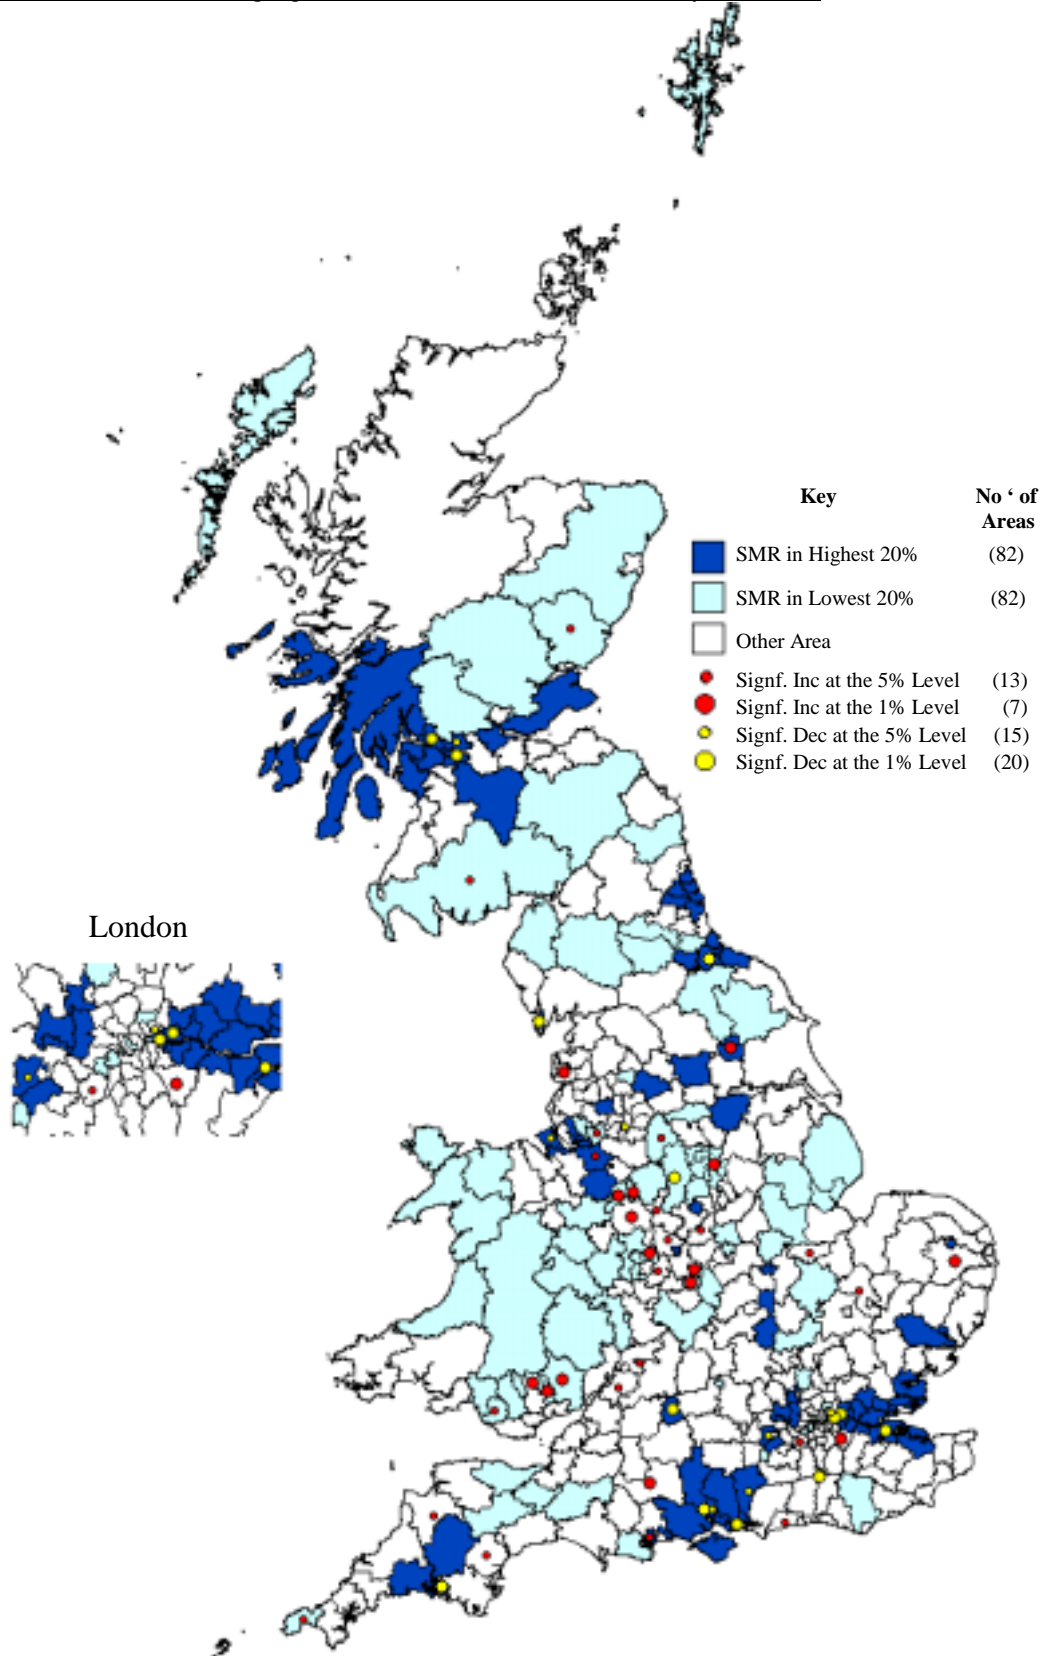 Key No ‘ of
Areas
SMR in Highest 20% (82)
SMR in Lowest 20% (82)
Other Area
Signf. Inc at the 5% Level (13)
Signf. Inc at the 1% Level (7)
Signf. Dec at the 5% Level (15)
Signf. Dec at the 1% Level (20)
London